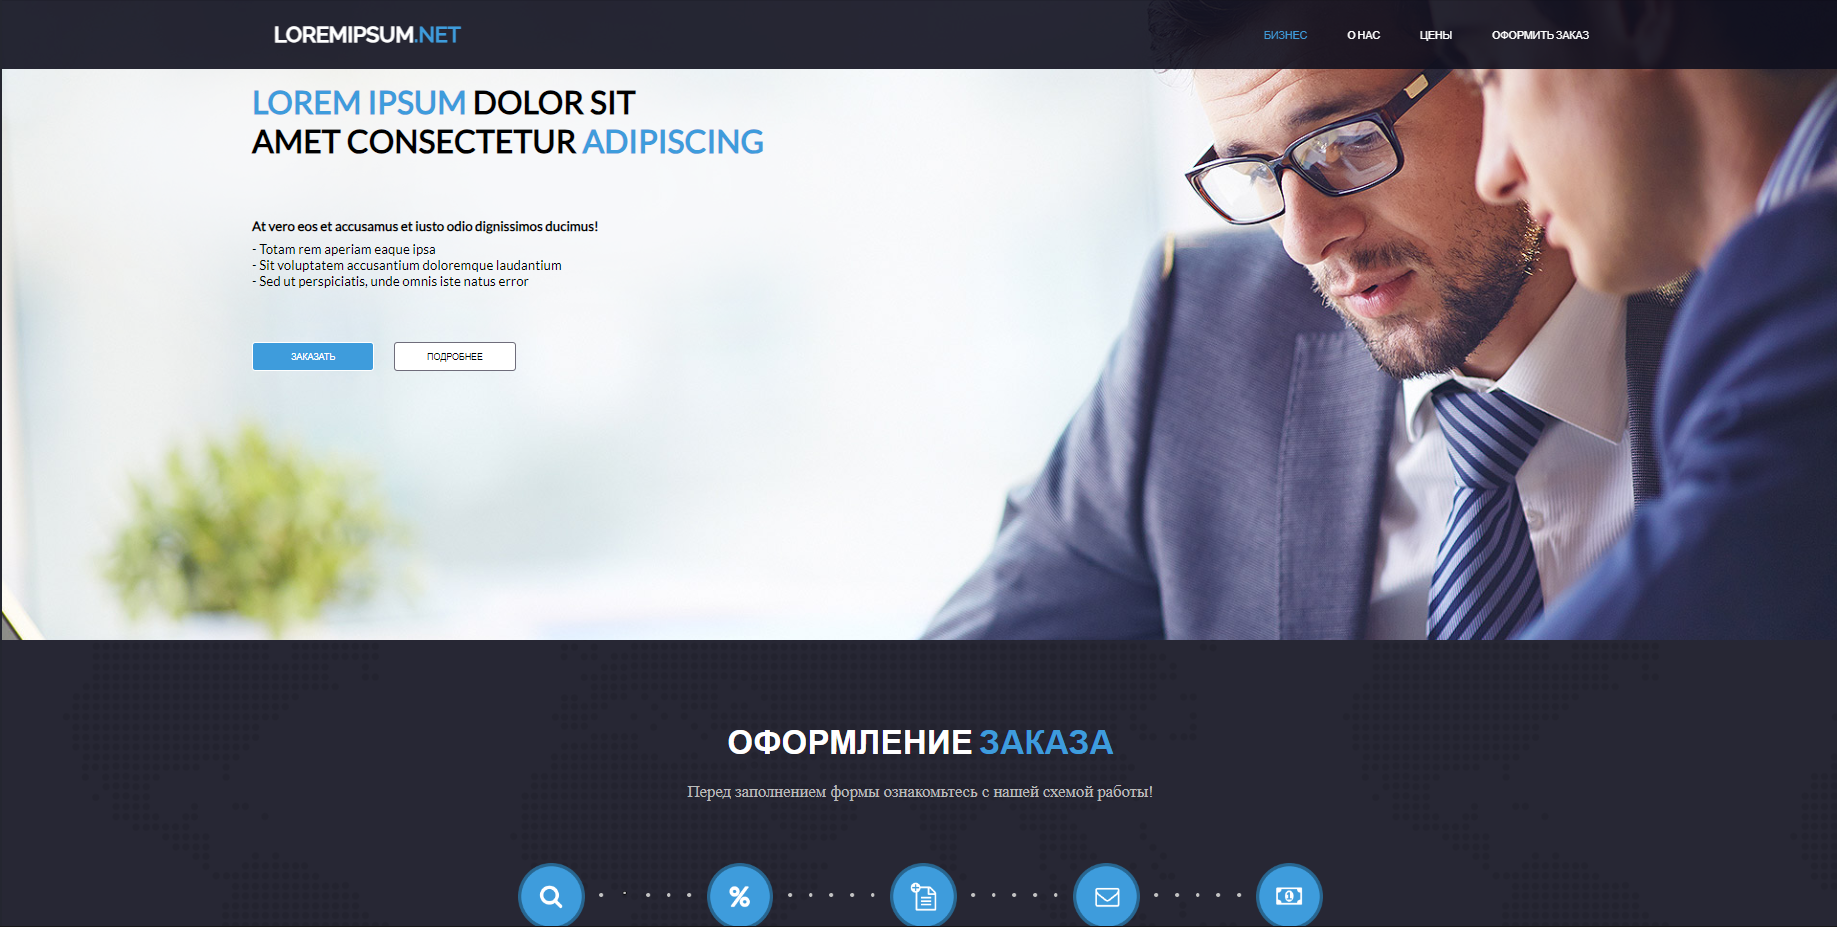 LOREMIPSUM.NET
БИЗНЕС
О НАС
ЦЕНЫ
ОФОРМИТЬ ЗАКАЗ
LOREM IPSUM DOLOR SIT
AMET CONSECTETUR ADIPISCING
At vero eos et accusamus et iusto odio dignissimos ducimus!
- Totam rem aperiam eaque ipsa
- Sit voluptatem accusantium doloremque laudantium
- Sed ut perspiciatis, unde omnis iste natus error
ЗАКАЗАТЬ
ПОДРОБНЕЕ
ОФОРМЛЕНИЕ ЗАКАЗА
Перед заполнением формы ознакомьтесь с нашей схемой работы!